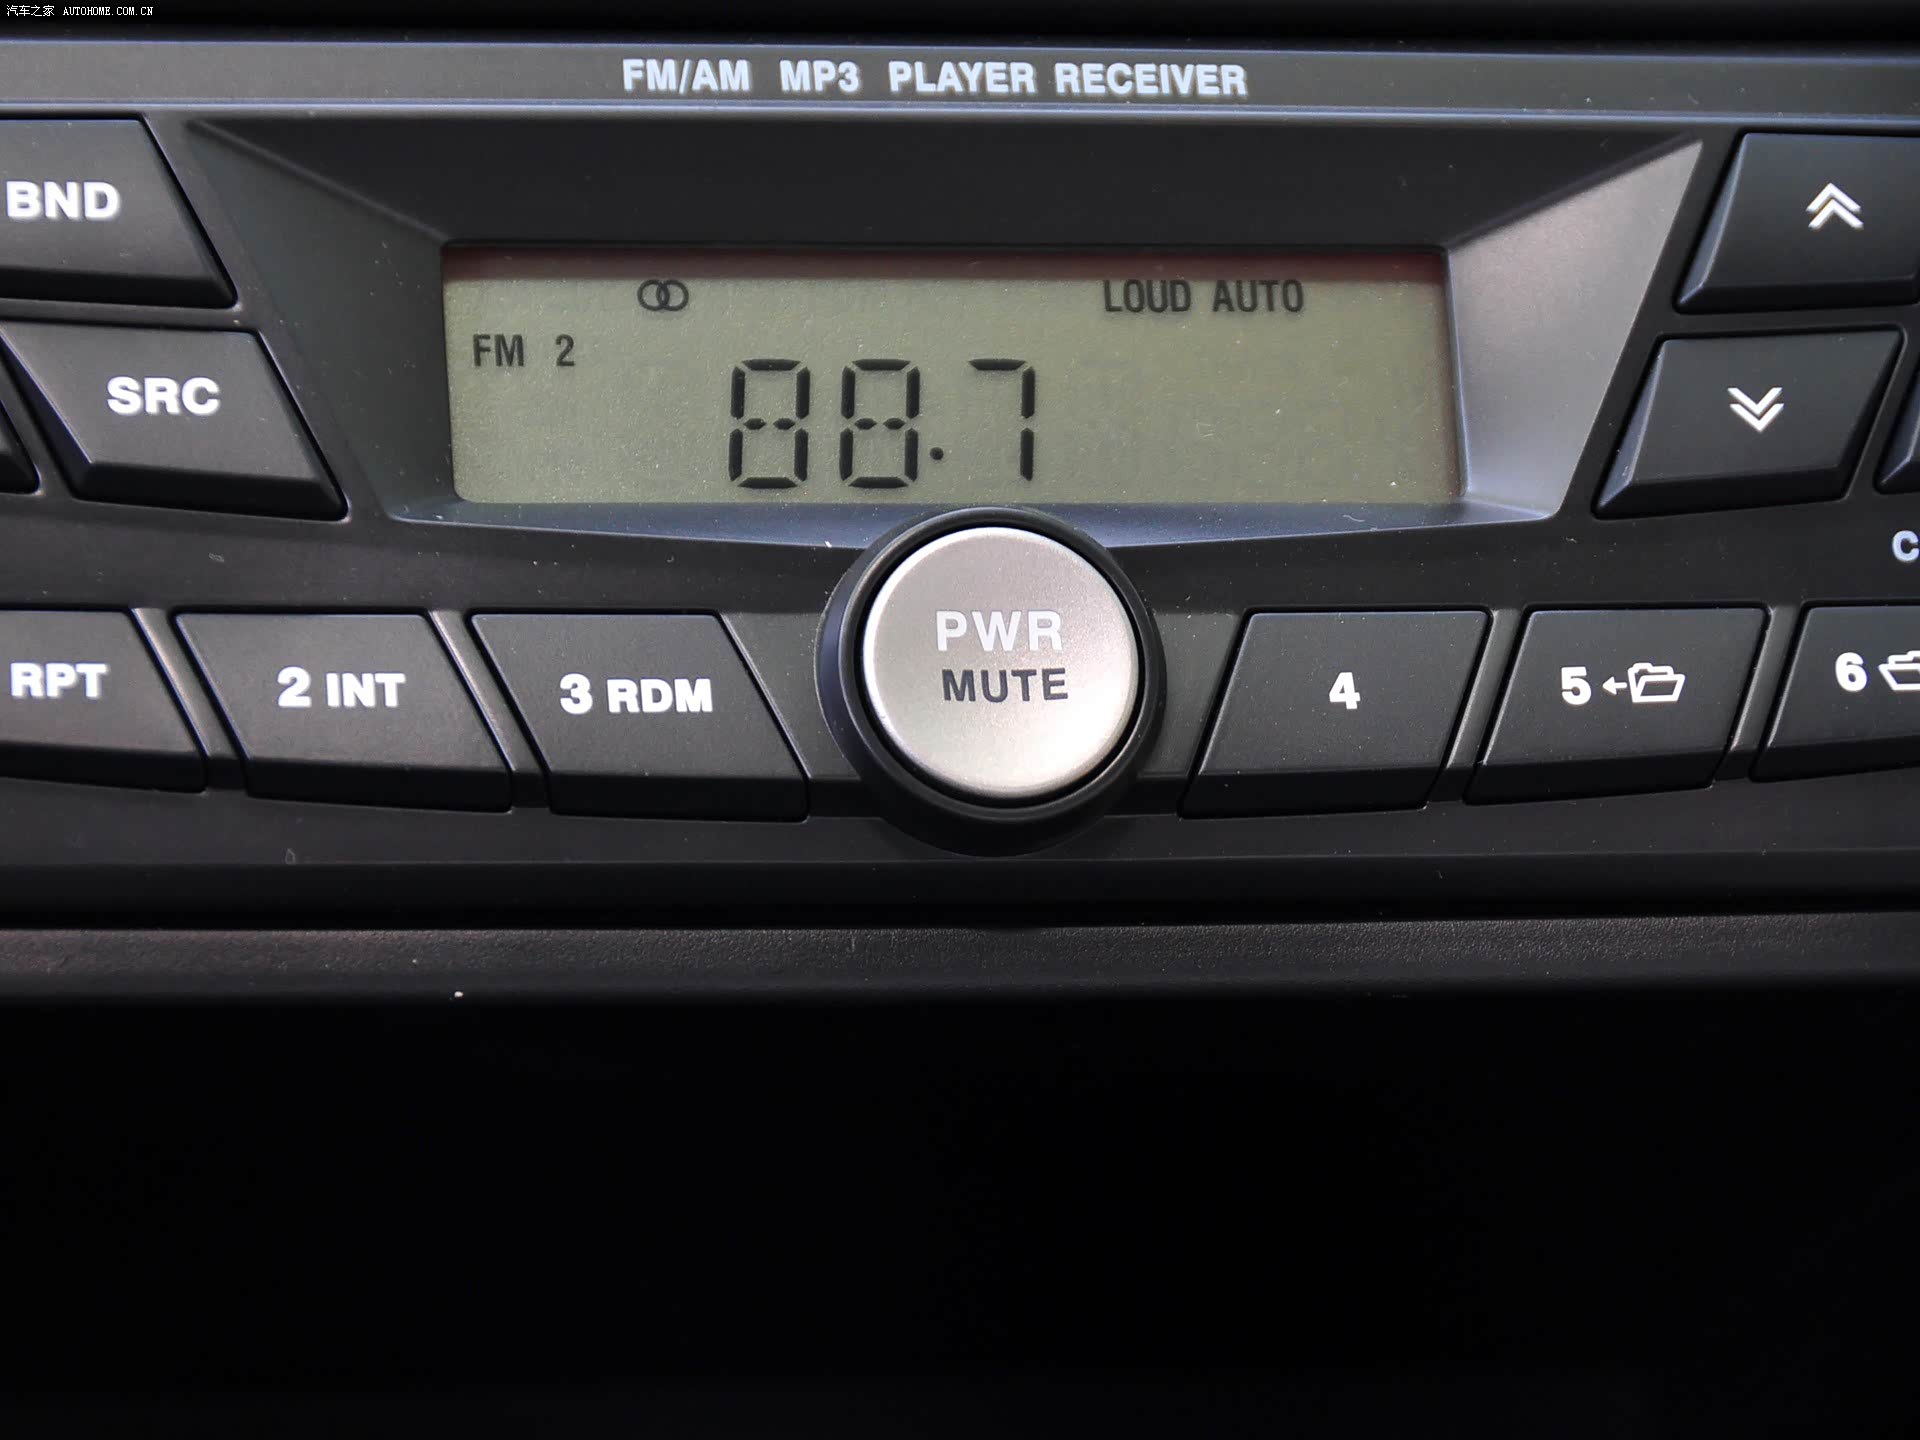 汽车之家 AUTOHOME.COM.CN
FM/AM MP3 PLAYER RECEIVER
BND
LOUD AUTO
FM 2
88.7
SRC
PWR
MUTE
RPT
2 INT
3 RDM
4
5
6